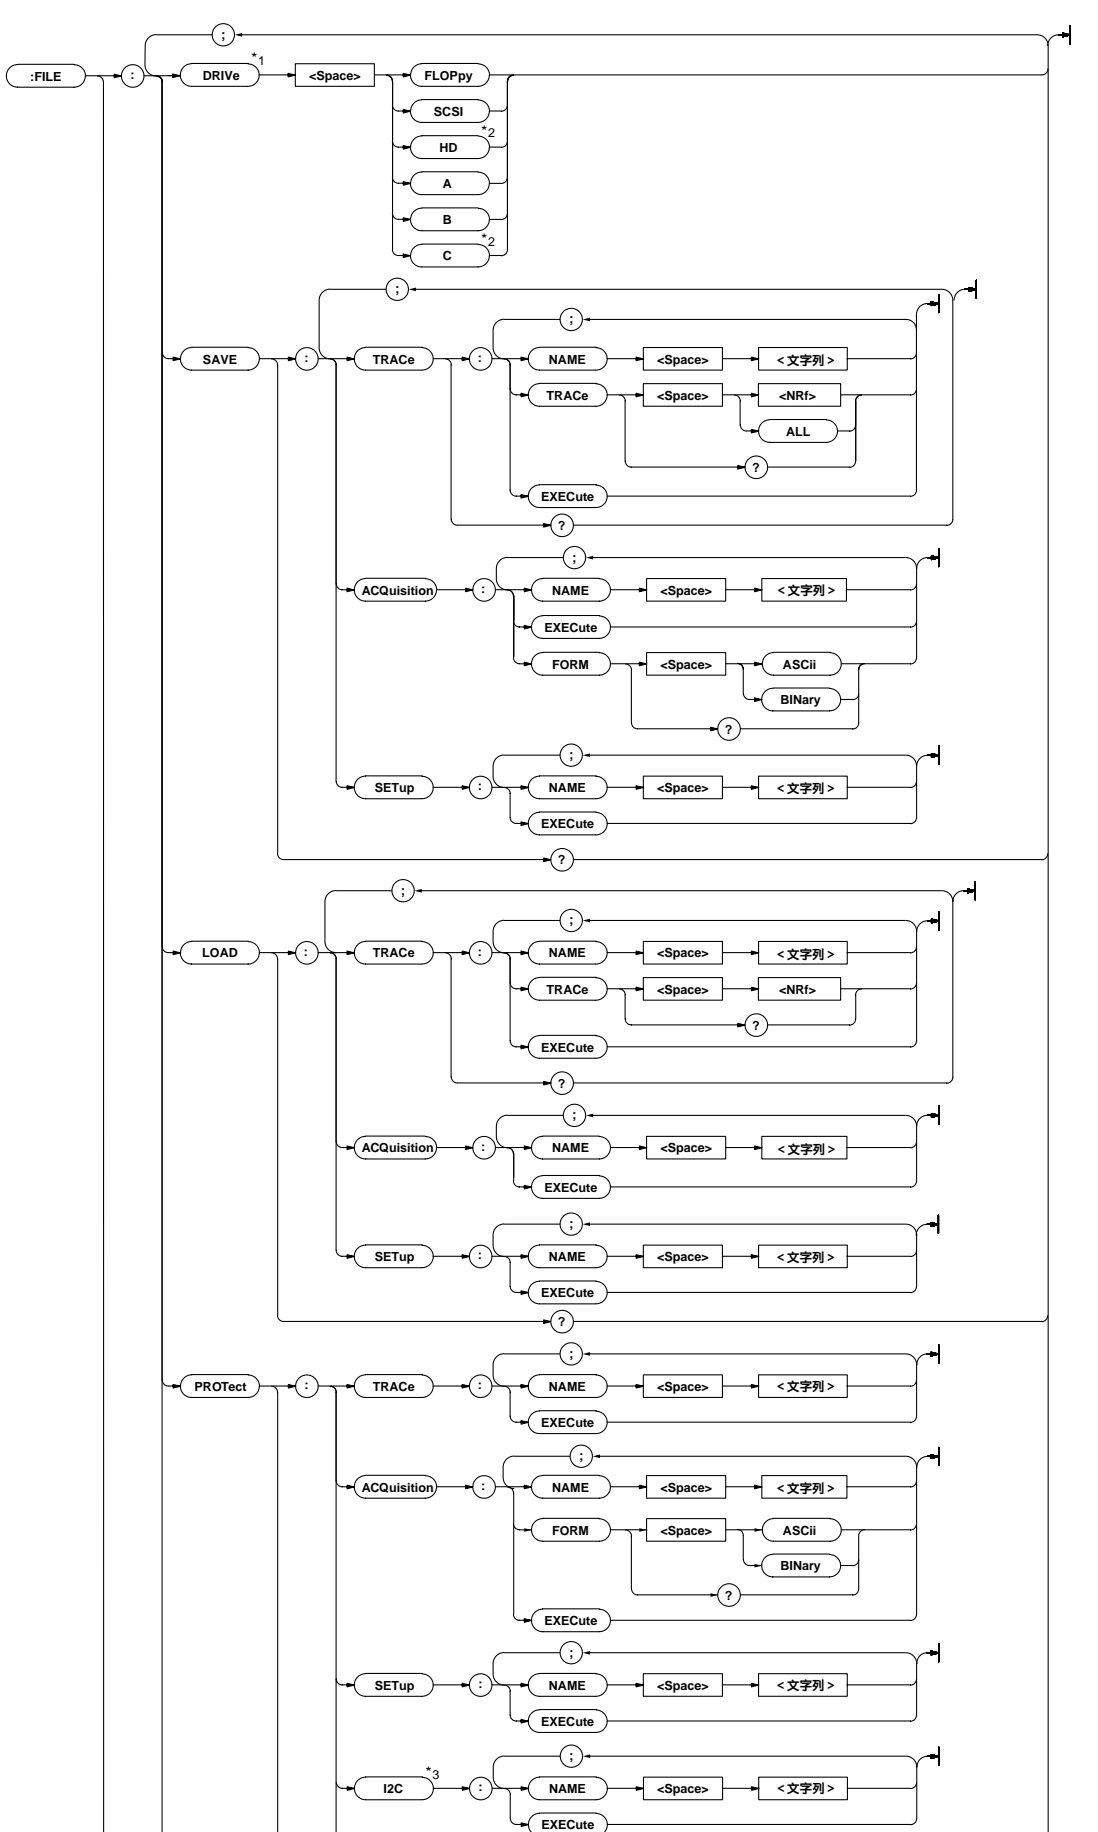 ;
:FILE : DRIVe *1 <Space> FLOPpy
SCSI
HD *2
A
B
C *2
;
;
SAVE : TRACe : NAME <Space> <文字列>
TRACe <Space> <NRf>
ALL
?
EXECute
?
;
ACQuisition : NAME <Space> <文字列>
EXECute
FORM <Space> ASCii
BINary
?
;
SETup : NAME <Space> <文字列>
EXECute
?
;
;
LOAD : TRACe : NAME <Space> <文字列>
TRACe <Space> <NRf>
?
EXECute
?
;
ACQuisition : NAME <Space> <文字列>
EXECute
;
SETup : NAME <Space> <文字列>
EXECute
?
;
PROTect : TRACe : NAME <Space> <文字列>
EXECute
;
ACQuisition : NAME <Space> <文字列>
FORM <Space> ASCii
BINary
?
EXECute
;
SETup : NAME <Space> <文字列>
EXECute
;
I2C *3 : NAME <Space> <文字列>
EXECute